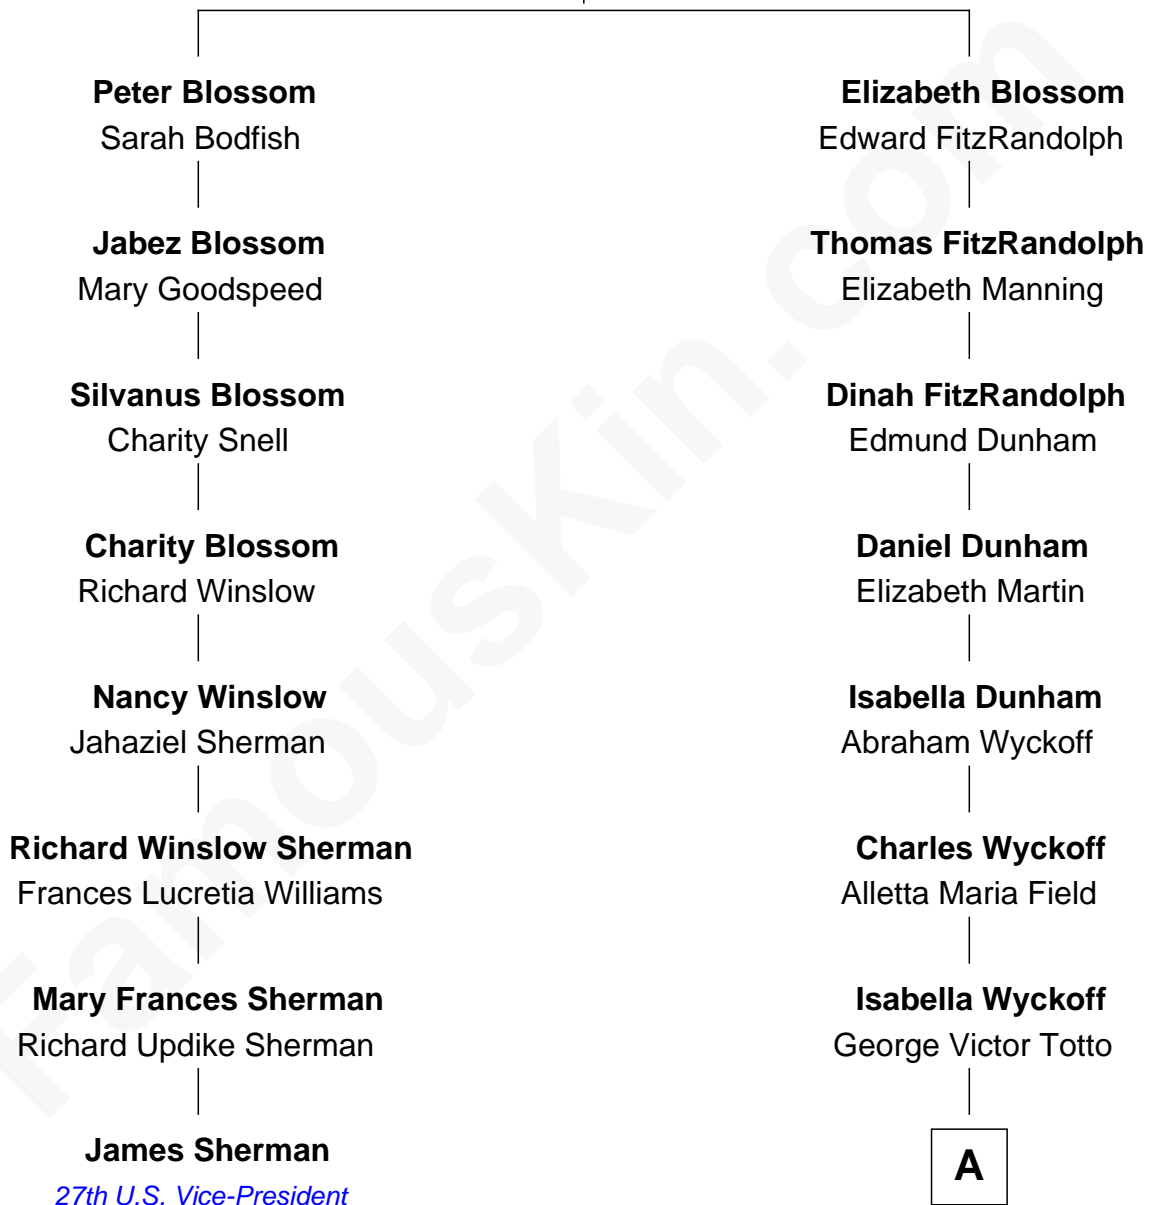 Peter Blossom
Sarah Bodfish
Elizabeth Blossom
Edward FitzRandolph
Jabez Blossom
Mary Goodspeed
Thomas FitzRandolph
Elizabeth Manning
Silvanus Blossom
Charity Snell
Dinah FitzRandolph
Edmund Dunham
Charity Blossom
Richard Winslow
Daniel Dunham
Elizabeth Martin
Nancy Winslow
Jahaziel Sherman
Isabella Dunham
Abraham Wyckoff
Richard Winslow Sherman
Frances Lucretia Williams
Charles Wyckoff
Alletta Maria Field
Mary Frances Sherman
Richard Updike Sherman
Isabella Wyckoff
George Victor Totto
James Sherman
27th U.S. Vice-President
A
FamousKin.com